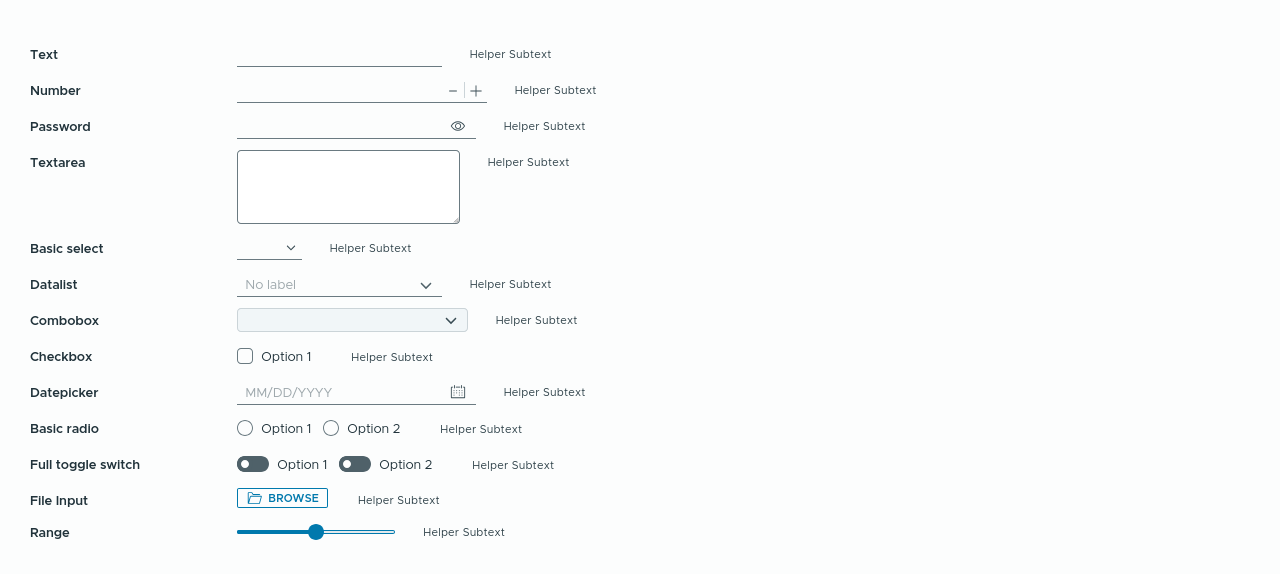 Text Helper Subtext
Number Helper Subtext
Password Helper Subtext
Textarea Helper Subtext
Basic select Helper Subtext
Datalist No label Helper Subtext
Combobox Helper Subtext
Checkbox Option 1 Helper Subtext
Datepicker MM/DD/YYYY Helper Subtext
Basic radio Option 1 Option 2 Helper Subtext
Full toggle switch Option 1 Option 2 Helper Subtext
File Input BROWSE Helper Subtext
Range Helper Subtext